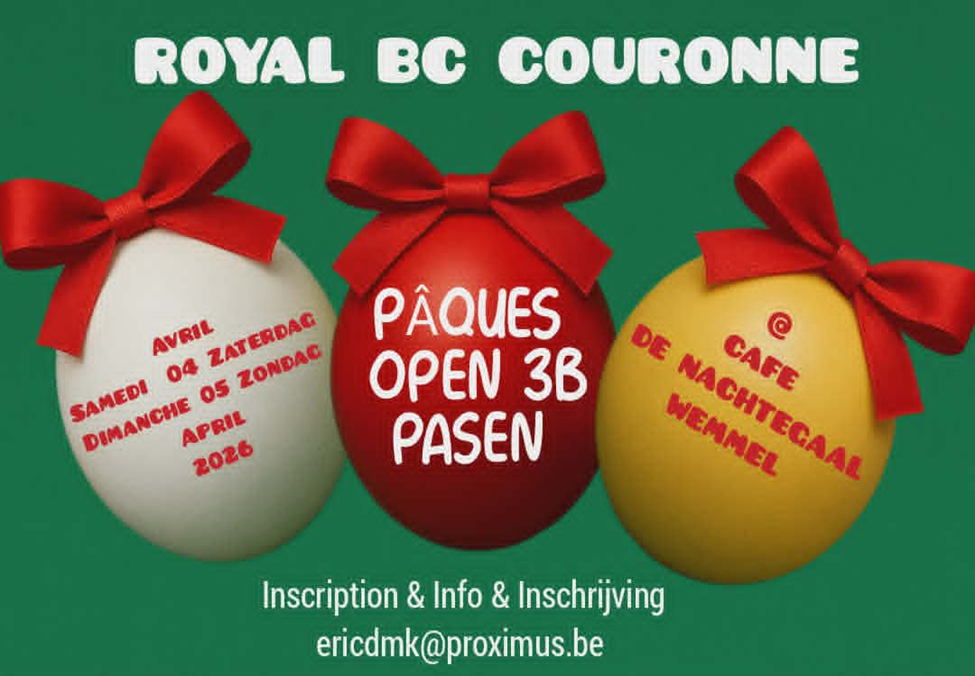 ROYAL BC COURONNE
AVRIL
SAMEDI 04 ZATERDAG
DIMANCHE 05 ZONDAG
APRIL
2026
PÂQUES
OPEN 3B
PASEN
@
CAFE
DE NACHTEGAAL
WEMMEL
Inscription & Info & Inschrijving
ericdmk@proximus.be